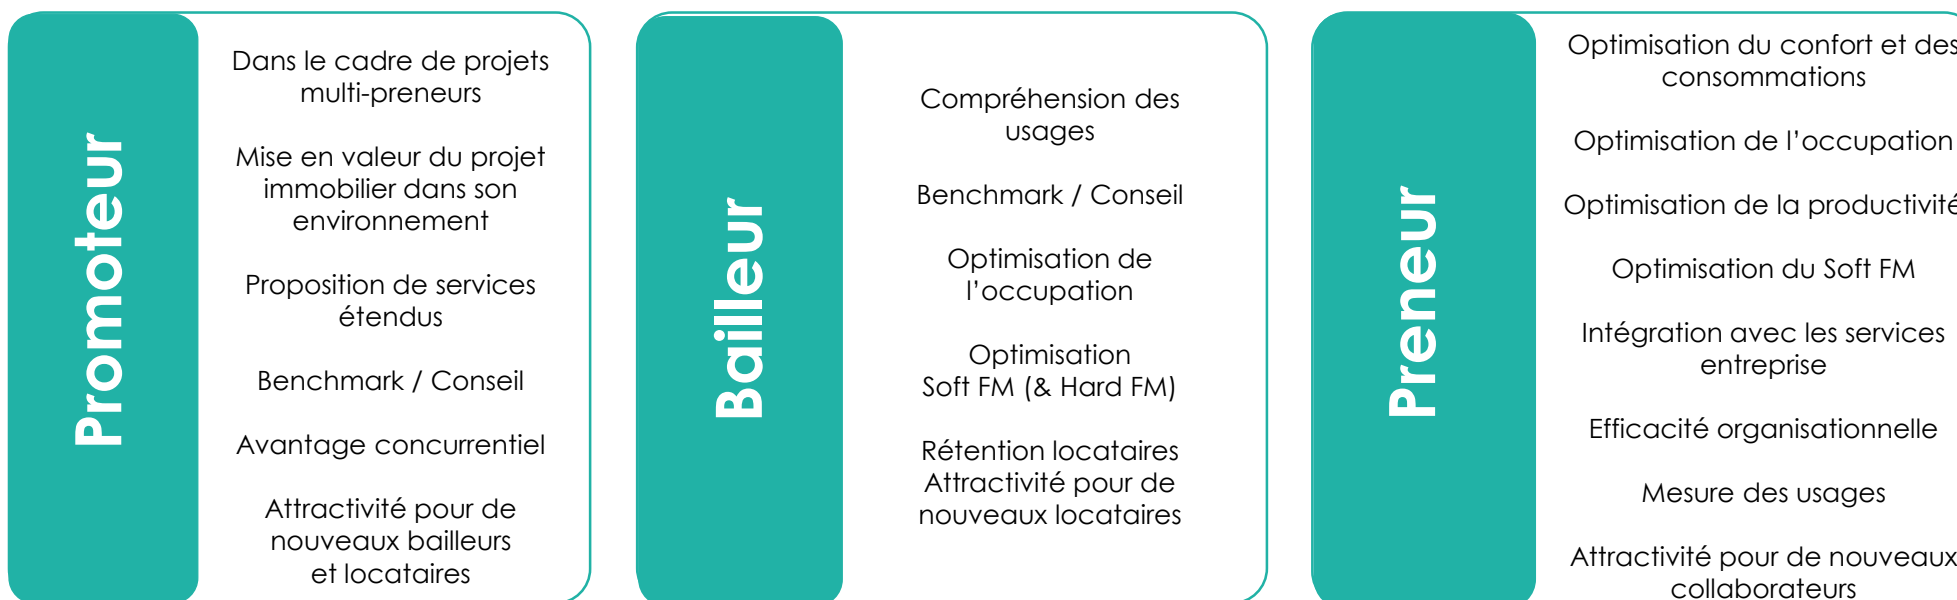 Promoteur
Dans le cadre de projets
multi-preneurs
Mise en valeur du projet
immobilier dans son
environnement
Proposition de services
étendus
Benchmark / Conseil
Avantage concurrentiel
Attractivité pour de
nouveaux bailleurs
et locataires
Bailleur
Compréhension des
usages
Benchmark / Conseil
Optimisation de
l’occupation
Optimisation
Soft FM (& Hard FM)
Rétention locataires
Attractivité pour de
nouveaux locataires
Preneur
Optimisation du confort et des
consommations
Optimisation de l’occupation
Optimisation de la productivité
Optimisation du Soft FM
Intégration avec les services
entreprise
Efficacité organisationnelle
Mesure des usages
Attractivité pour de nouveaux
collaborateurs